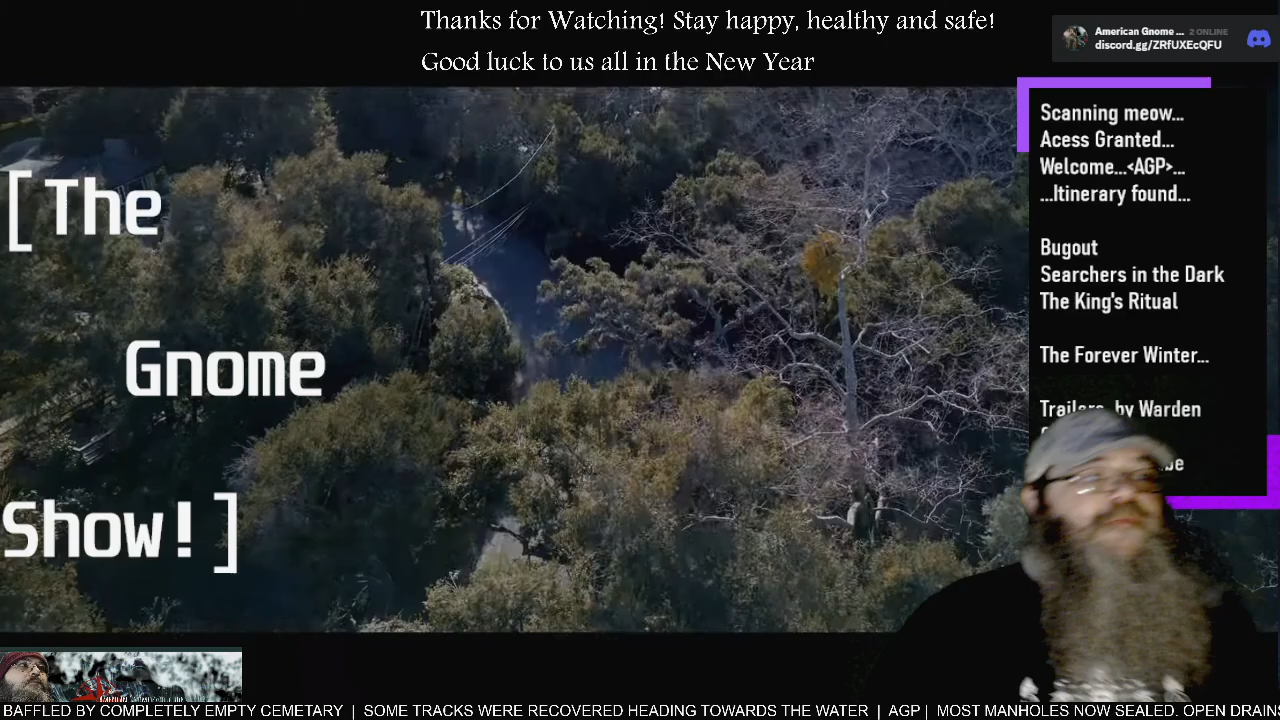 Thanks for Watching! Stay happy, healthy and safe!
Good luck to us all in the New Year
American Gnome ... 2 ONLINE
discord.gg/ZRfUXEcQFU
Scanning meow...
Acess Granted...
Welcome...<AGP>...
...Itinerary found...
Bugout
Searchers in the Dark
The King's Ritual
The Forever Winter...
Trailers by Warden
[The
Gnome
Show!]
BAFFLED BY COMPLETELY EMPTY CEMETARY | SOME TRACKS WERE RECOVERED HEADING TOWARDS THE WATER | AGP | MOST MANHOLES NOW SEALED. OPEN DRAINS